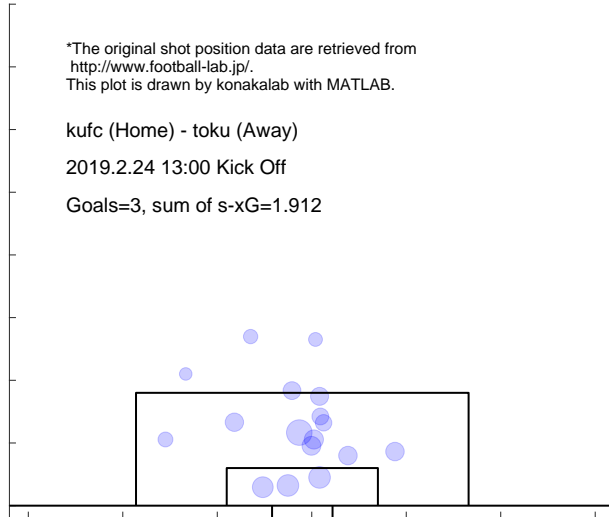 *The original shot position data are retrieved from
http://www.football-lab.jp/.
This plot is drawn by konakalab with MATLAB.
kufc (Home) - toku (Away)
2019.2.24 13:00 Kick Off
Goals=3, sum of s-xG=1.912